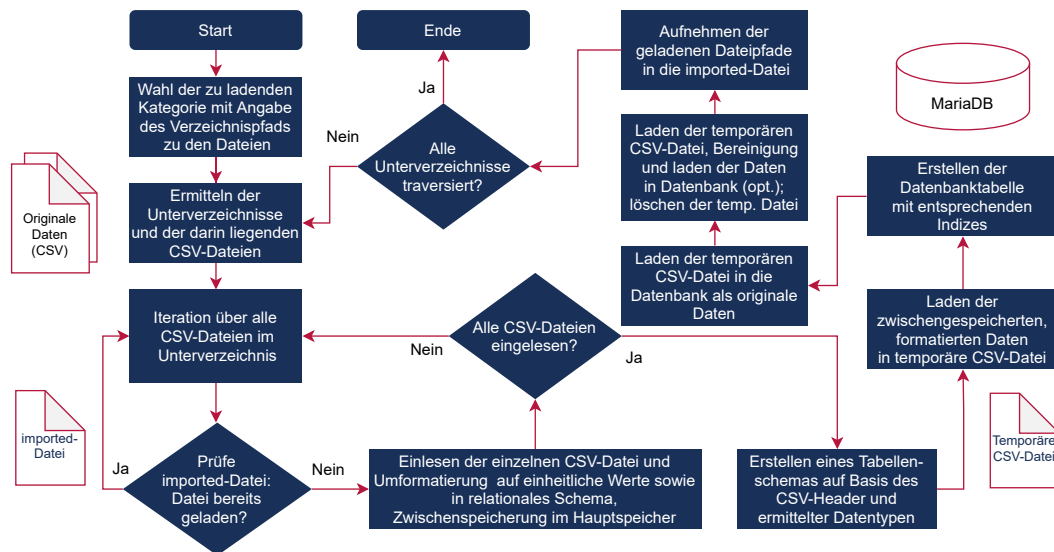 Start
Ende
Aufnehmen der
geladenen Dateipfade
in die imported-Datei
MariaDB
Wahl der zu ladenden
Kategorie mit Angabe
des Verzeichnispfads
zu den Dateien
Ja
Nein
Alle
Unterverzeichnisse
traversiert?
Laden der temporären
CSV-Datei, Bereinigung
und laden der Daten
in Datenbank (opt.);
löschen der temp. Datei
Erstellen der
Datenbanktabelle
mit entsprechenden
Indizes
Originale
Daten
(CSV)
Ermitteln der
Unterverzeichnisse
und der darin liegenden
CSV-Dateien
Laden der temporären
CSV-Datei in die
Datenbank als originale
Daten
Iteration über alle
CSV-Dateien im
Unterverzeichnis
Nein
Alle CSV-Dateien
eingelesen?
Ja
Laden der
zwischengespeicherten,
formatierten Daten
in temporäre CSV-Datei
imported-
Datei
Ja
Prüfe
imported-Datei:
Datei bereits
geladen?
Nein
Einlesen der einzelnen CSV-Datei und
Umformatierung auf einheitliche Werte sowie
in relationales Schema,
Zwischenspeicherung im Hauptspeicher
Erstellen eines Tabellen-
schemas auf Basis des
CSV-Header und
ermittelter Datentypen
Temporäre
CSV-Datei